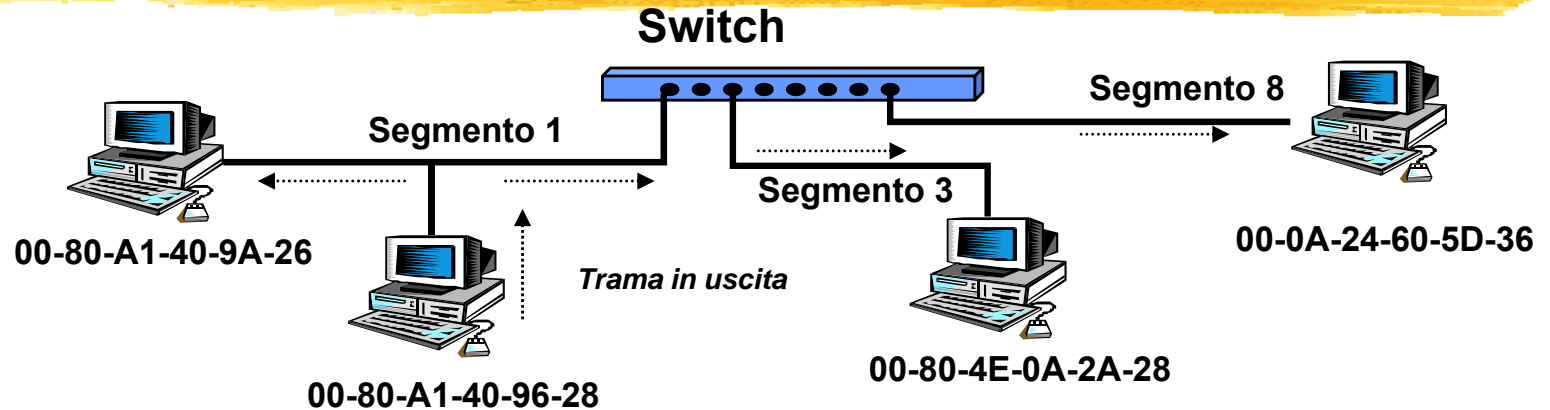 Switch
Segmento 8
Segmento 1
Segmento 3
00-80-A1-40-9A-26
00-0A-24-60-5D-36
Trama in uscita
00-80-4E-0A-2A-28
00-80-A1-40-96-28